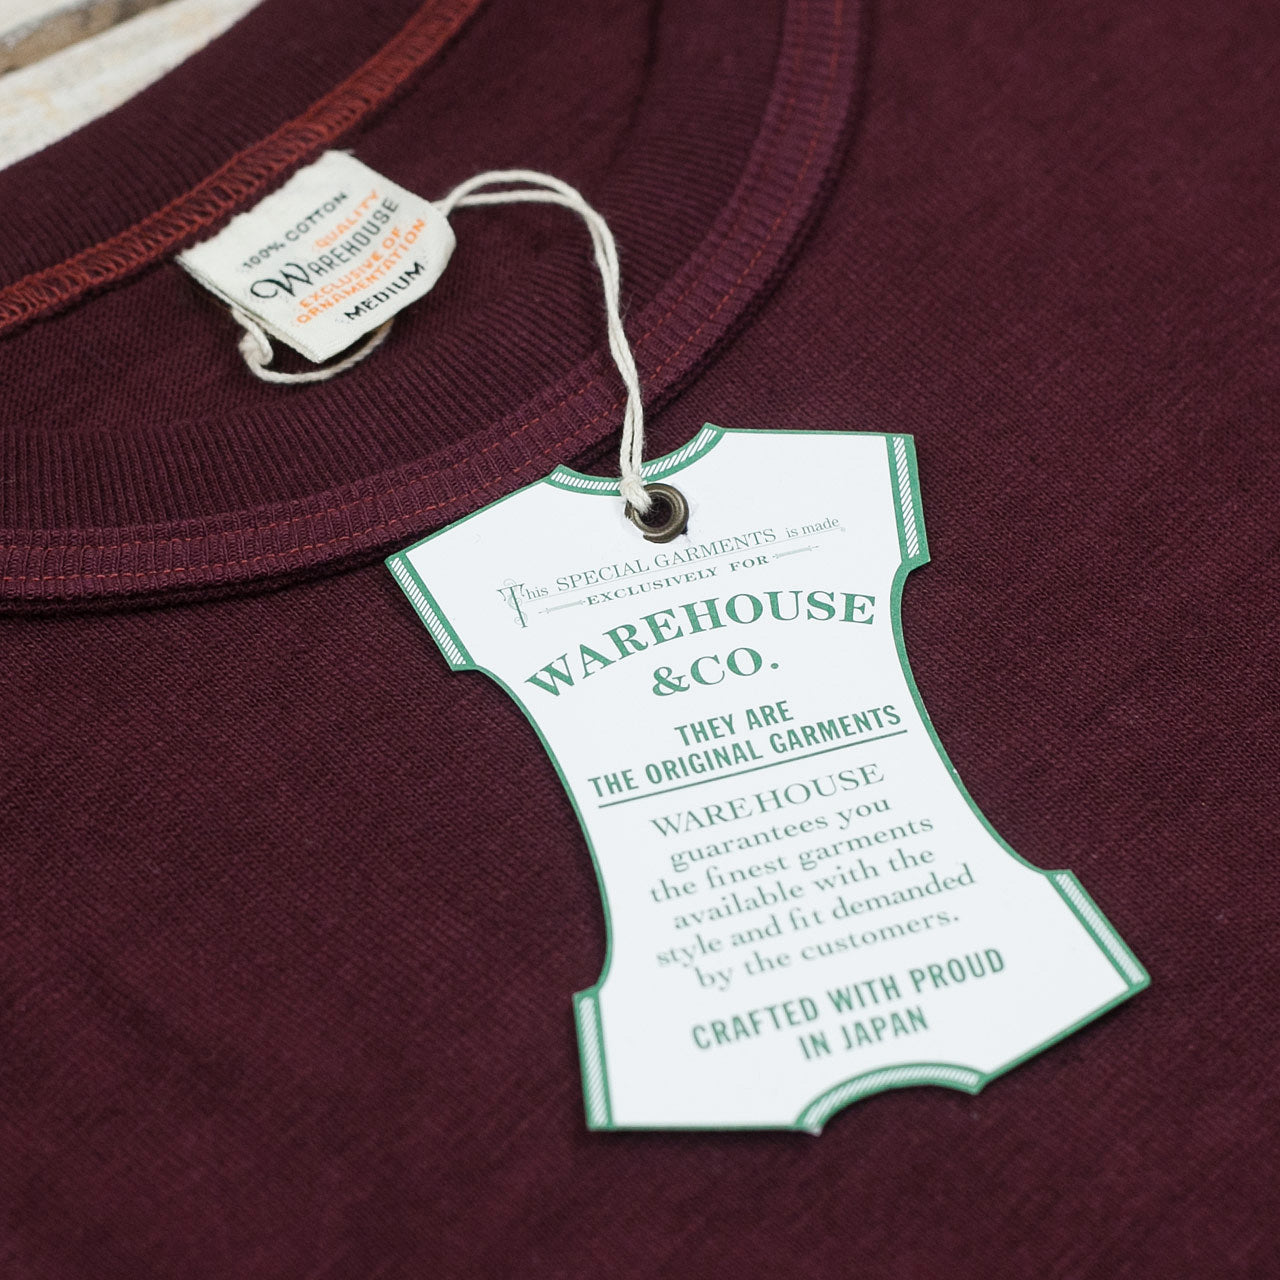 100% COTTON
QUALITY
WAREHOUSE
EXCLUSIVE OF
ORNAMENTATION
MEDIUM
This SPECIAL GARMENTS is made
EXCLUSIVELY FOR
WAREHOUSE
&CO.
THEY ARE
THE ORIGINAL GARMENTS
WAREHOUSE
guarantees you
the finest garments
available with the
style and fit demanded
by the customers.
CRAFTED WITH PROUD
IN JAPAN